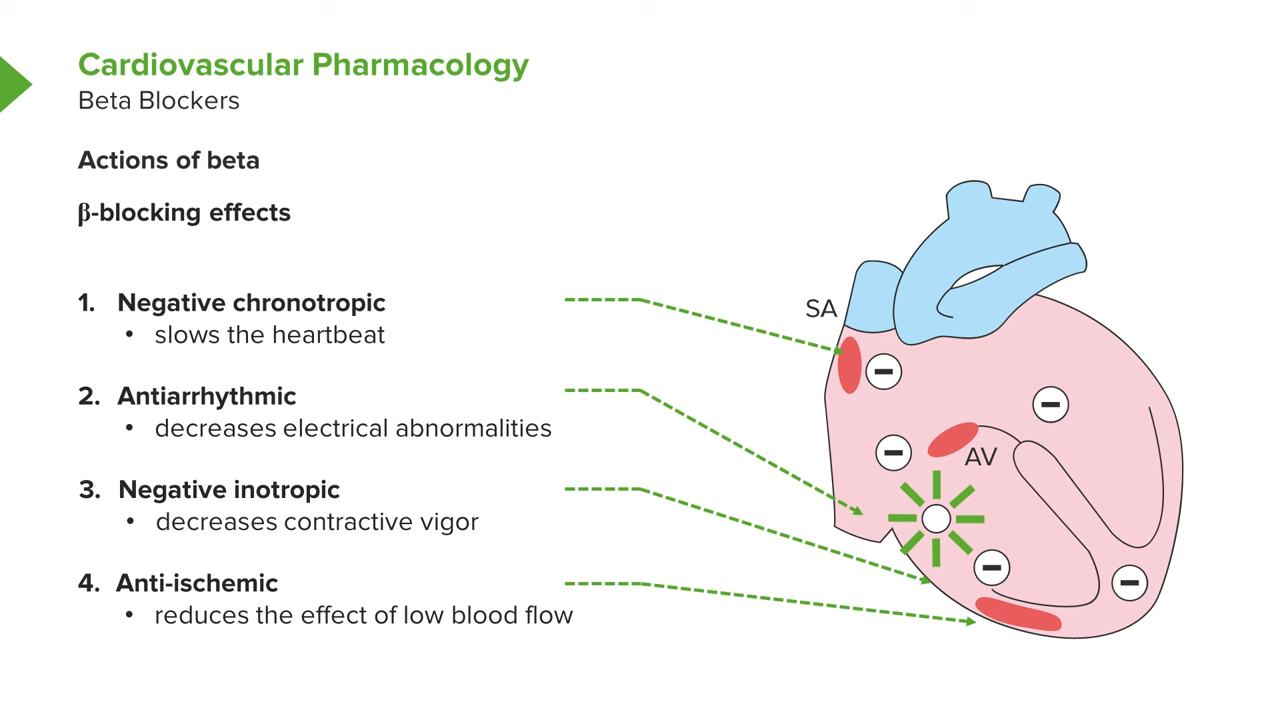 Cardiovascular Pharmacology
Beta Blockers
Actions of beta
β-blocking effects
1. Negative chronotropic
• slows the heartbeat
2. Antiarrhythmic
• decreases electrical abnormalities
3. Negative inotropic
• decreases contractive vigor
4. Anti-ischemic
• reduces the effect of low blood flow
SA
AV